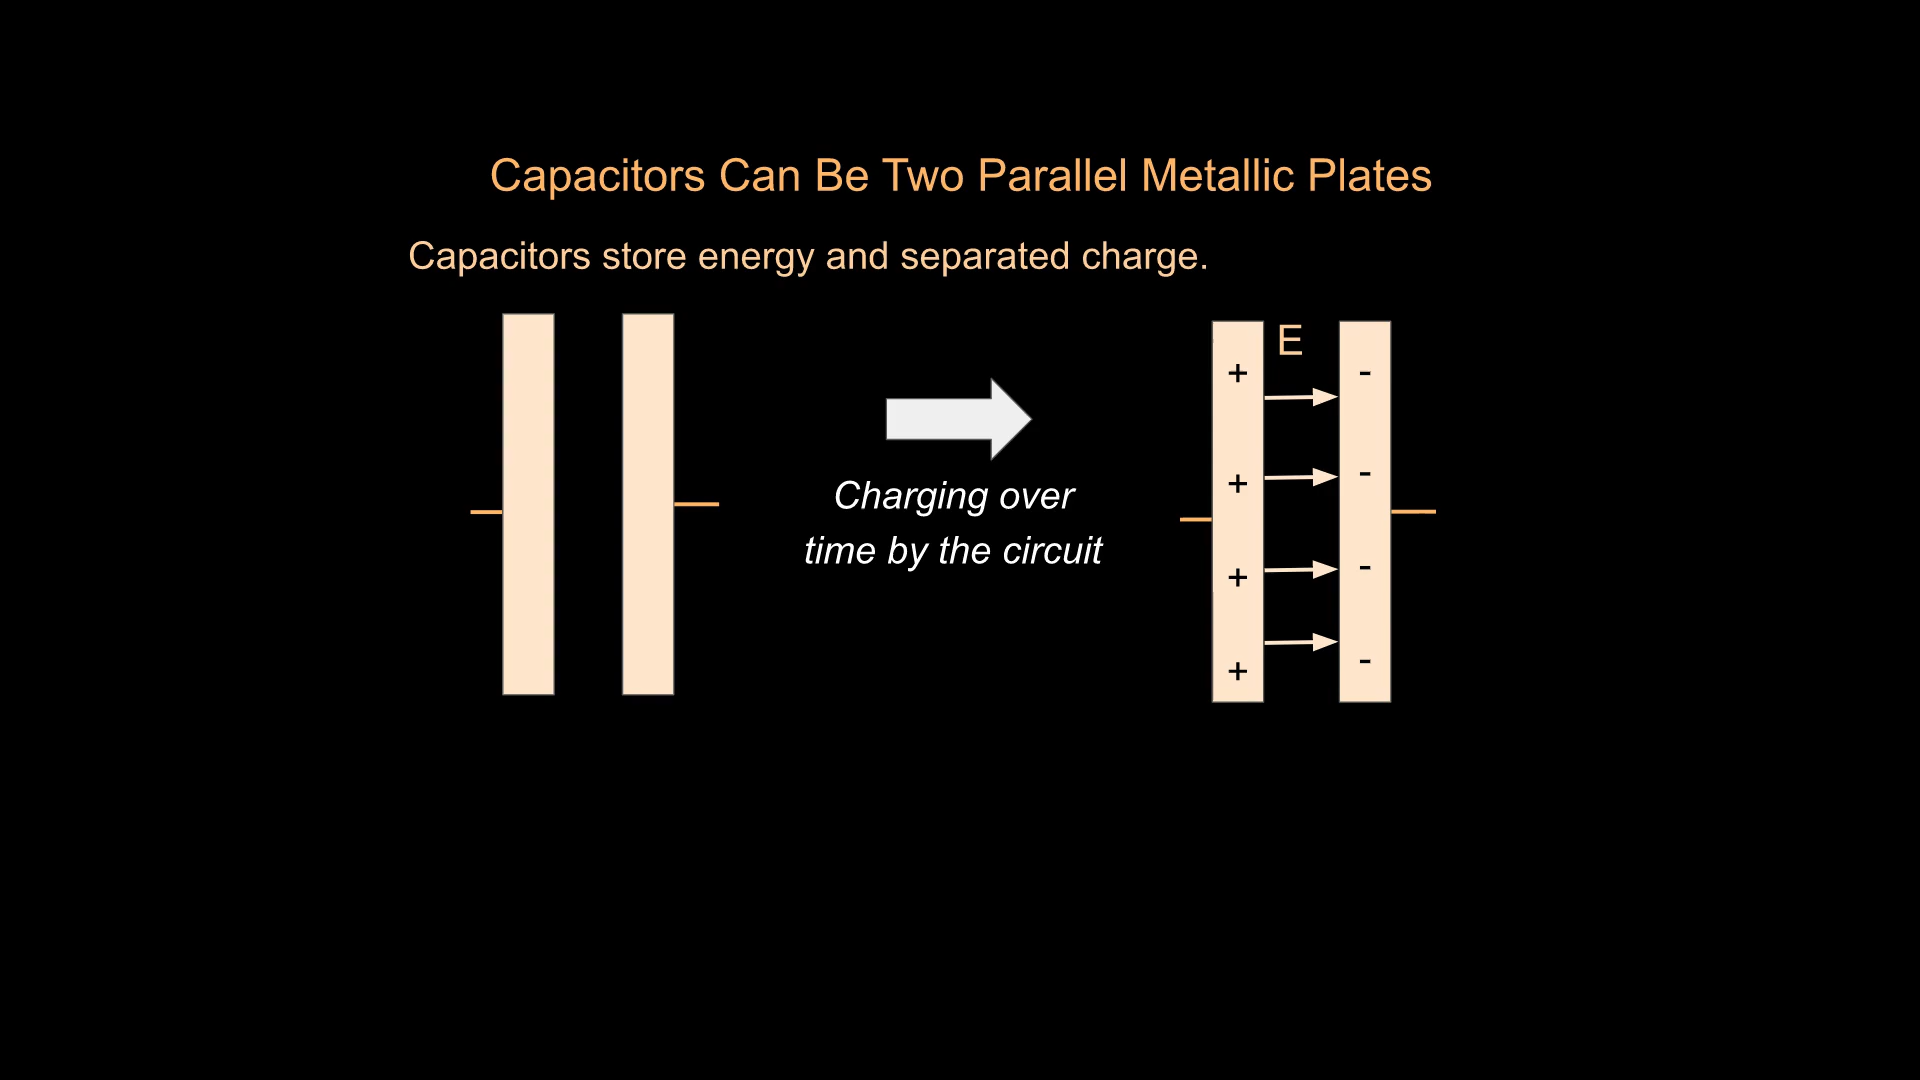 Capacitors Can Be Two Parallel Metallic Plates
Capacitors store energy and separated charge.
E
+ -
+ -
+ -
+ -
Charging over
time by the circuit